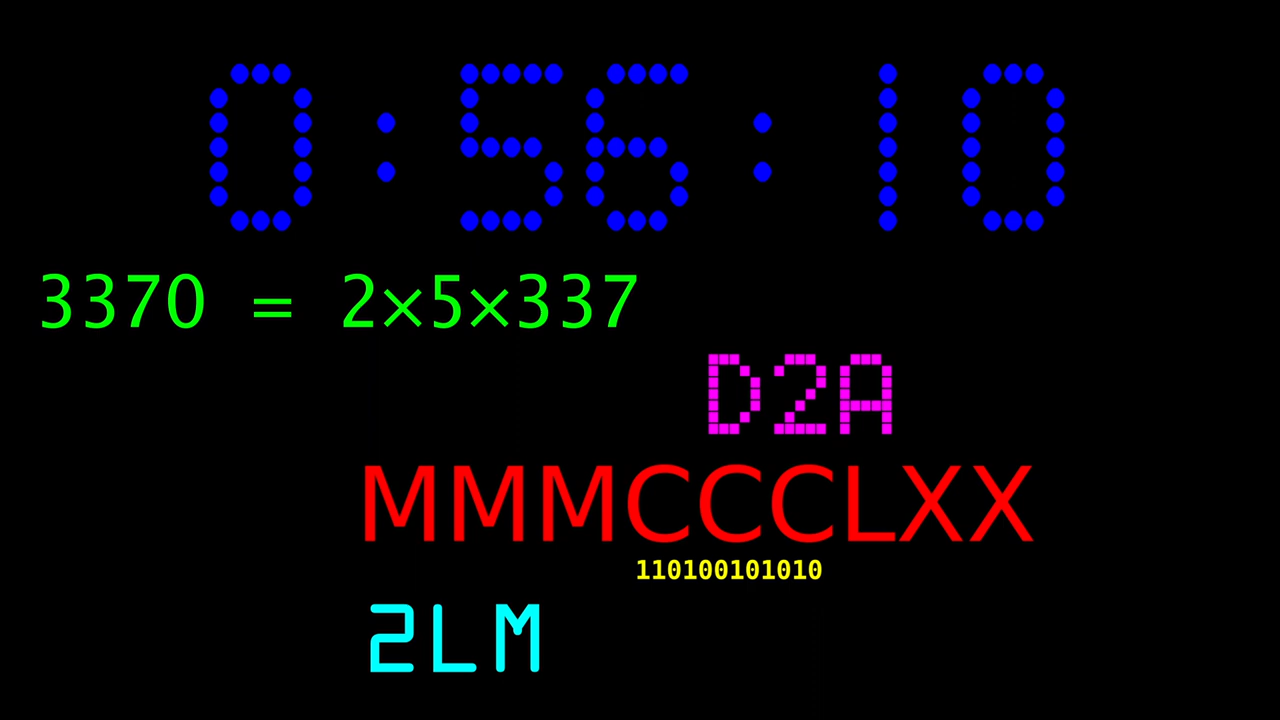 0:56:10
3370 = 2×5×337
D2A
MMMCCCLXX
110100101010
2LM